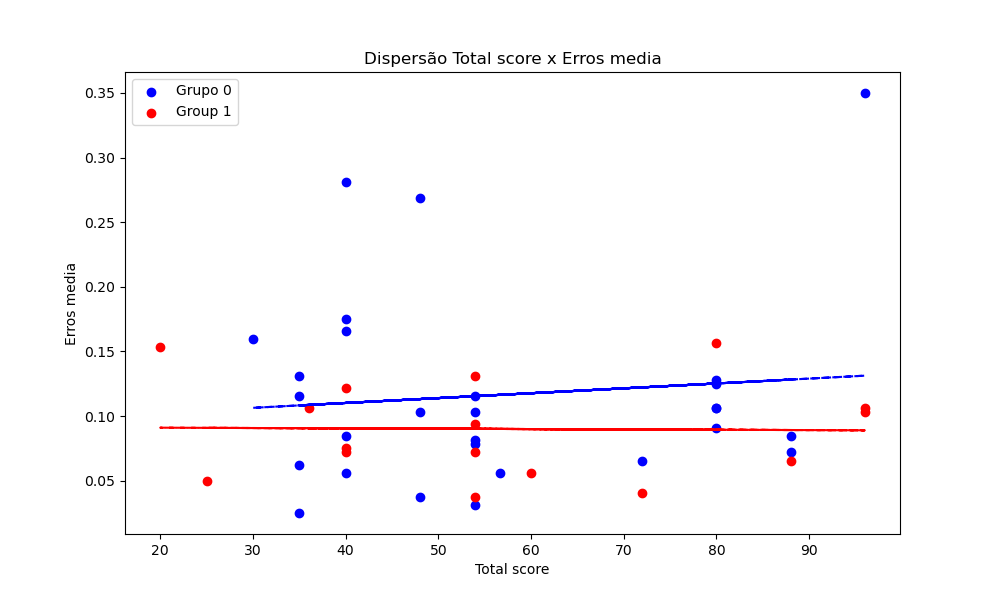 Dispersão Total score x Erros media
Grupo 0
Group 1
Erros media
0.35
0.30
0.25
0.20
0.15
0.10
0.05
20 30 40 50 60 70 80 90
Total score